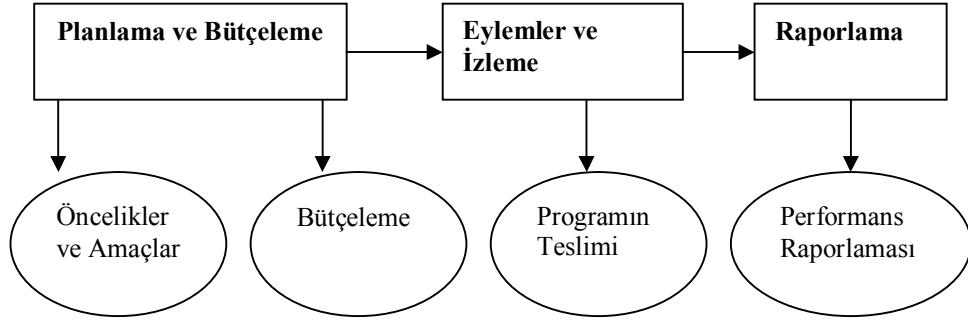 Planlama ve Bütçeleme
Eylemler ve
İzleme
Raporlama
Öncelikler
ve Amaçlar
Bütçeleme
Programın
Teslimi
Performans
Raporlaması